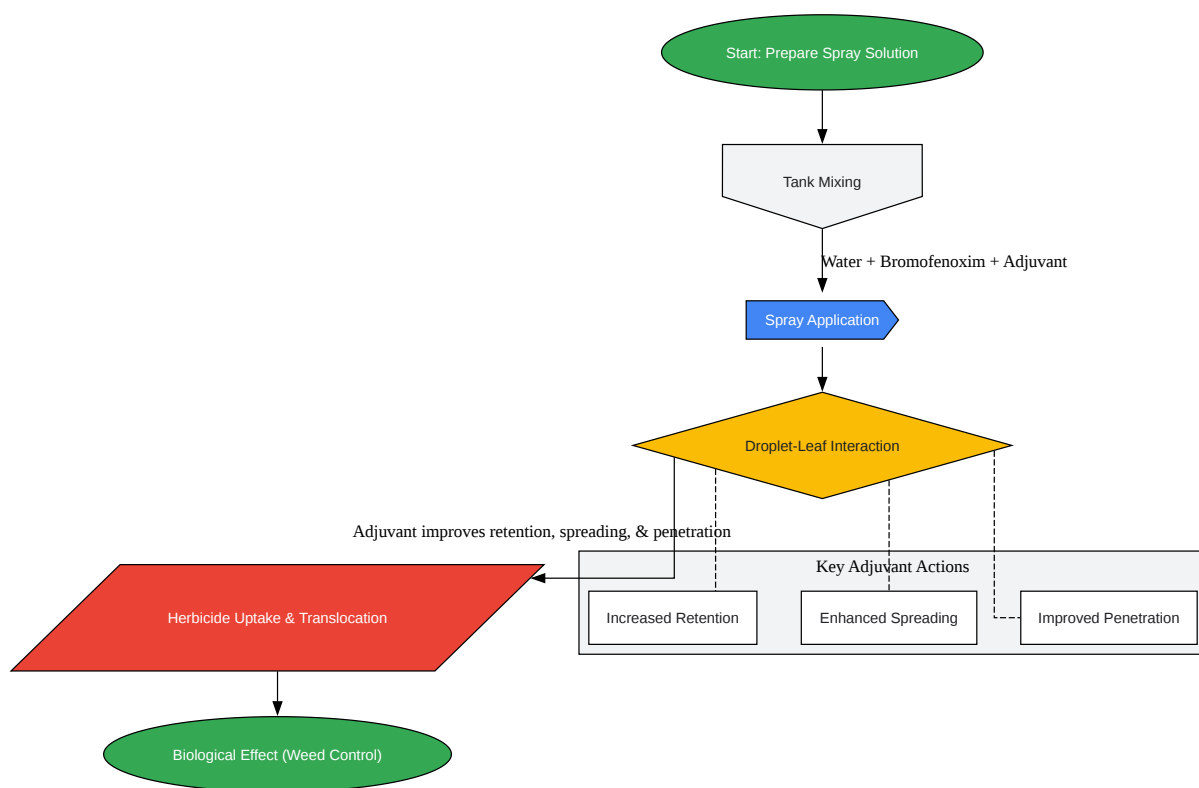 Start: Prepare Spray Solution
Tank Mixing
Water + Bromofenoxim + Adjuvant
Spray Application
Droplet-Leaf Interaction
Adjuvant improves retention, spreading, & penetration
Key Adjuvant Actions
Herbicide Uptake & Translocation
Increased Retention
Enhanced Spreading
Improved Penetration
Biological Effect (Weed Control)